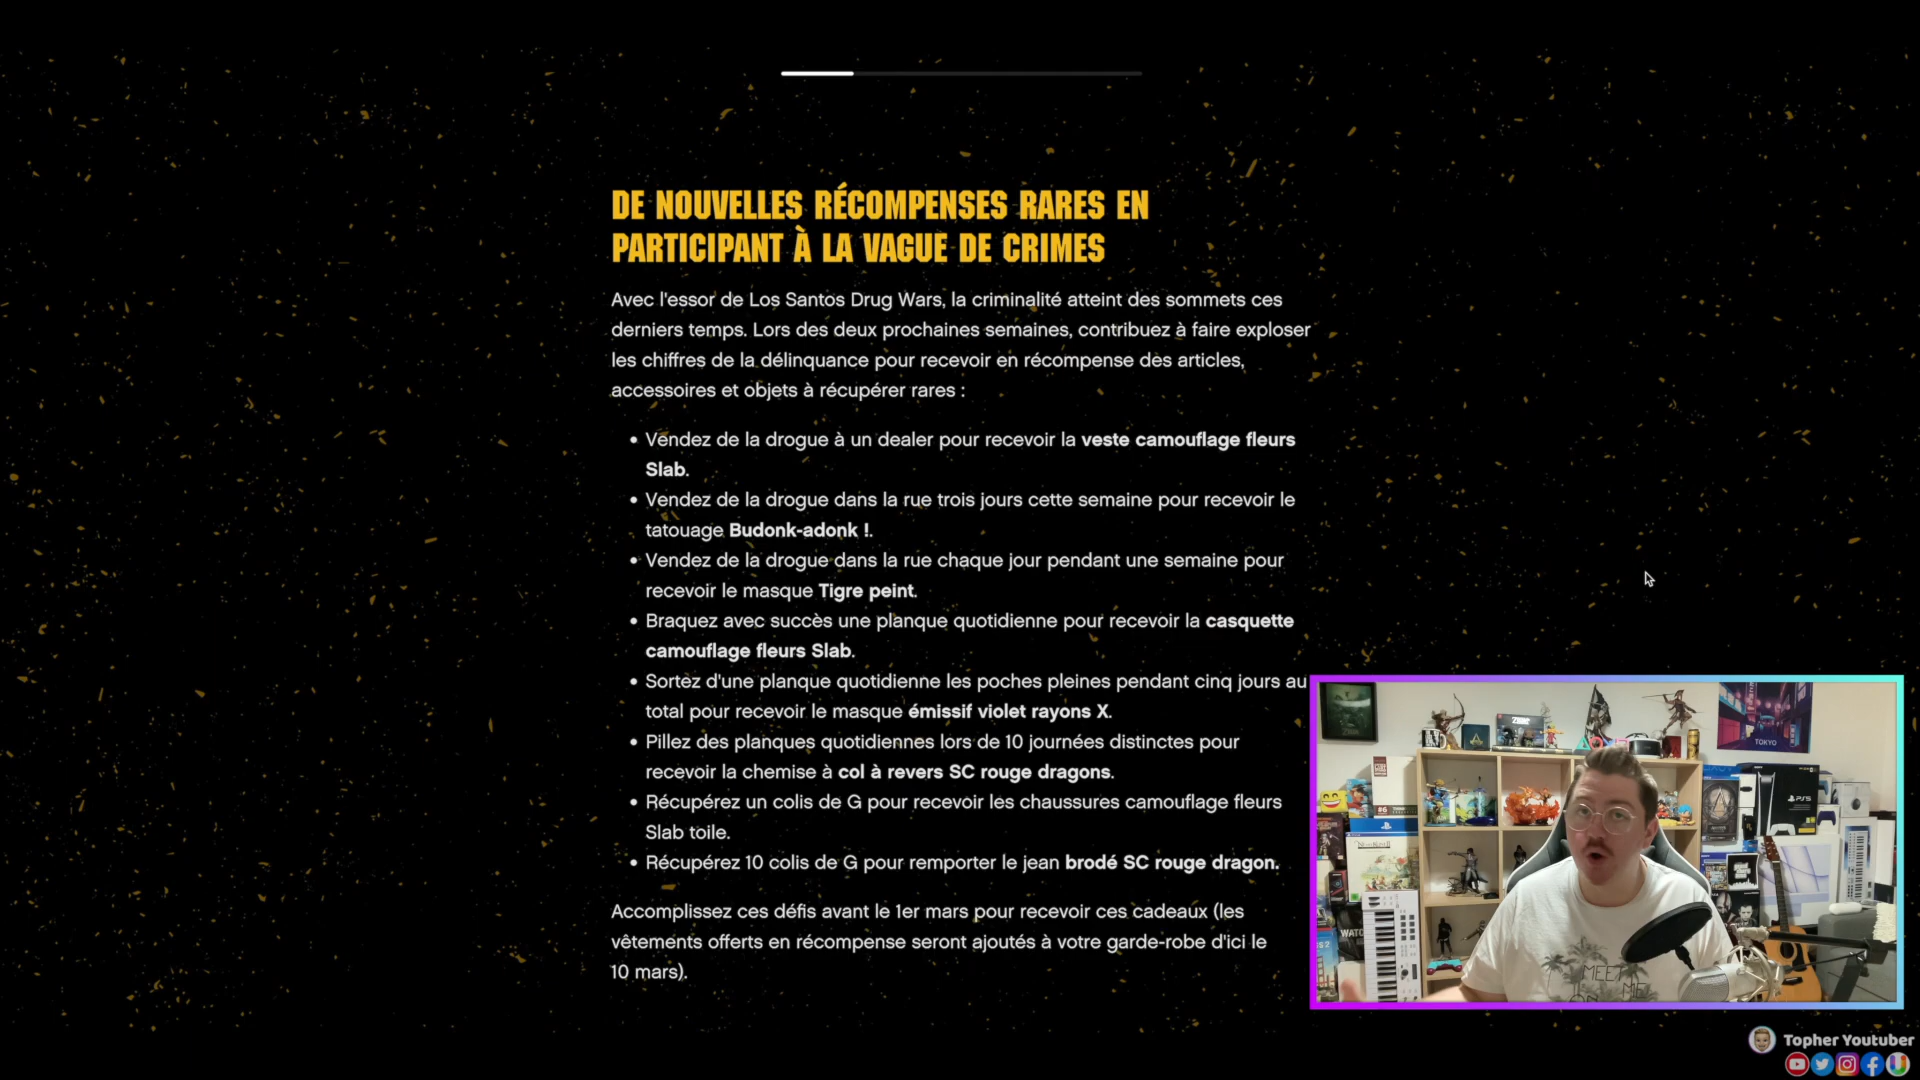 DE NOUVELLES RÉCOMPENSES RARES EN
PARTICIPANT À LA VAGUE DE CRIMES
Avec l'essor de Los Santos Drug Wars, la criminalité atteint des sommets ces
derniers temps. Lors des deux prochaines semaines, contribuez à faire exploser
les chiffres de la délinquance pour recevoir en récompense des articles,
accessoires et objets à récupérer rares :
• Vendez de la drogue à un dealer pour recevoir la veste camouflage fleurs
Slab.
• Vendez de la drogue dans la rue trois jours cette semaine pour recevoir le
tatouage Budonk-adonk !.
• Vendez de la drogue dans la rue chaque jour pendant une semaine pour
recevoir le masque Tigre peint.
• Braquez avec succès une planque quotidienne pour recevoir la casquette
camouflage fleurs Slab.
• Sortez d'une planque quotidienne les poches pleines pendant cinq jours au
total pour recevoir le masque émissif violet rayons X.
• Pillez des planques quotidiennes lors de 10 journées distinctes pour
recevoir la chemise à col à revers SC rouge dragons.
• Récupérez un colis de G pour recevoir les chaussures camouflage fleurs
Slab toile.
• Récupérez 10 colis de G pour remporter le jean brodé SC rouge dragon.
Accomplissez ces défis avant le 1er mars pour recevoir ces cadeaux (les
vêtements offerts en récompense seront ajoutés à votre garde-robe d'ici le
10 mars).
TOKYO
PS5
MEET
ME
Topher Youtuber